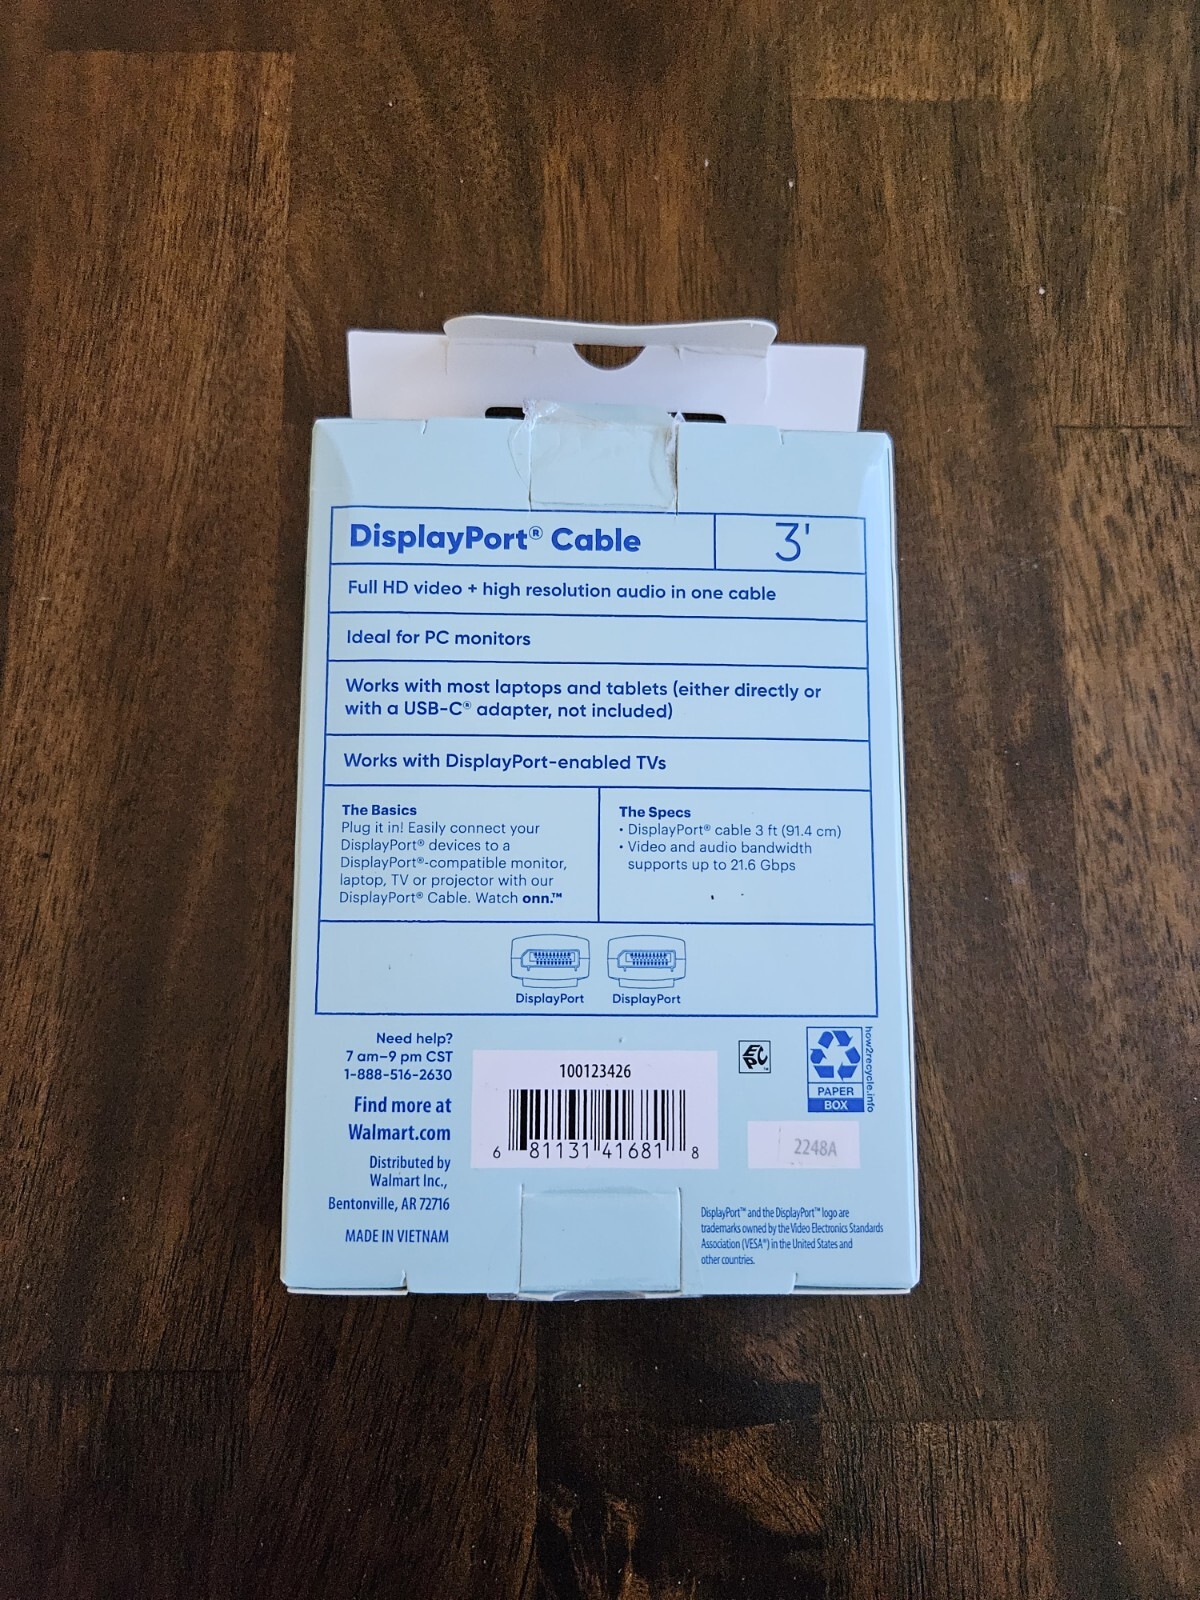 DisplayPort® Cable
3'
Full HD video + high resolution audio in one cable
Ideal for PC monitors
Works with most laptops and tablets (either directly or
with a USB-C® adapter, not included)
Works with DisplayPort-enabled TVs
The Basics
Plug it in! Easily connect your
DisplayPort® devices to a
DisplayPort®-compatible monitor,
laptop, TV or projector with our
DisplayPort® Cable. Watch onn.™
The Specs
• DisplayPort® cable 3 ft (91.4 cm)
• Video and audio bandwidth
supports up to 21.6 Gbps
DisplayPort
DisplayPort
Need help?
7 am–9 pm CST
1-888-516-2630
Find more at
Walmart.com
Distributed by
Walmart Inc.,
Bentonville, AR 72716
MADE IN VIETNAM
100123426
6 81131 41681 8
EPC
how2recycle.info
PAPER
BOX
2248A
DisplayPort™ and the DisplayPort™ logo are
trademarks owned by the Video Electronics Standards
Association (VESA®) in the United States and
other countries.